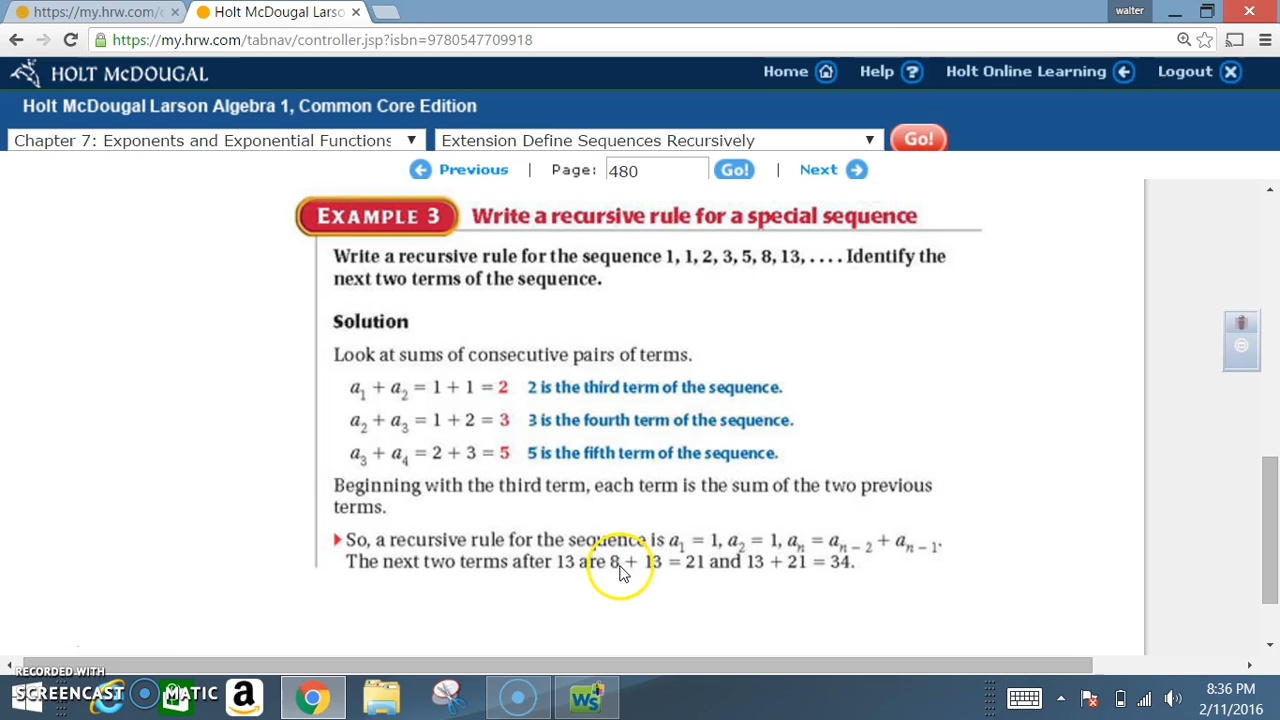 https://my.hrw.com/c
Holt McDougal Larso
walter
https://my.hrw.com/tabnav/controller.jsp?isbn=9780547709918
HOLT MCDOUGAL
Home
Help
Holt Online Learning
Logout
Holt McDougal Larson Algebra 1, Common Core Edition
Chapter 7: Exponents and Exponential Functions
Extension Define Sequences Recursively
Go!
Previous | Page: 480 Go! | Next
EXAMPLE 3 Write a recursive rule for a special sequence
Write a recursive rule for the sequence 1, 1, 2, 3, 5, 8, 13, . . . . Identify the
next two terms of the sequence.
Solution
Look at sums of consecutive pairs of terms.
a₁ + a₂ = 1 + 1 = 2 2 is the third term of the sequence.
a₂ + a₃ = 1 + 2 = 3 3 is the fourth term of the sequence.
a₃ + a₄ = 2 + 3 = 5 5 is the fifth term of the sequence.
Beginning with the third term, each term is the sum of the two previous
terms.
So, a recursive rule for the sequence is a₁ = 1, a₂ = 1, aₙ = aₙ₋₂ + aₙ₋₁.
The next two terms after 13 are 8 + 13 = 21 and 13 + 21 = 34.
RECORDED WITH
SCREENCAST MATIC
8:36 PM
2/11/2016